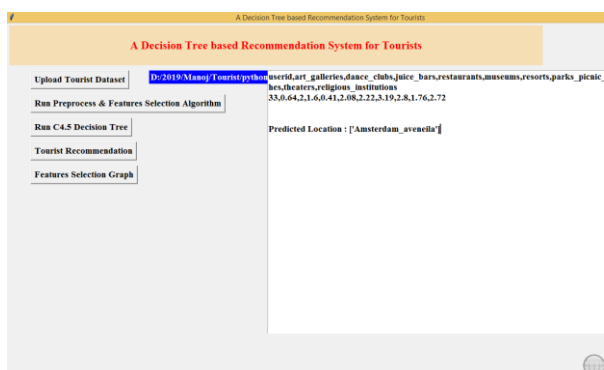 A Decision Tree based Recommendation System for Tourists
A Decision Tree based Recommendation System for Tourists
Upload Tourist Dataset
D:/2019/Manoj/Tourist/python
Run Preprocess & Features Selection Algorithm
Run C4.5 Decision Tree
Tourist Recommendation
Features Selection Graph
userid,art_galleries,dance_clubs,juice_bars,restaurants,museums,resorts,parks_picnic_
hes,theaters,religious_institutions
33,0.64,2,1.6,0.41,2.08,2.22,3.19,2.8,1.76,2.72
Predicted Location : ['Amsterdam_aveneila']